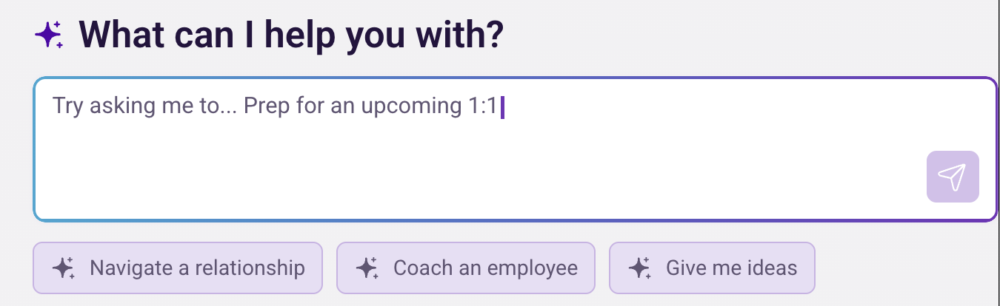 What can I help you with?
Try asking me to... Prep for an upcoming 1:1
Navigate a relationship
Coach an employee
Give me ideas